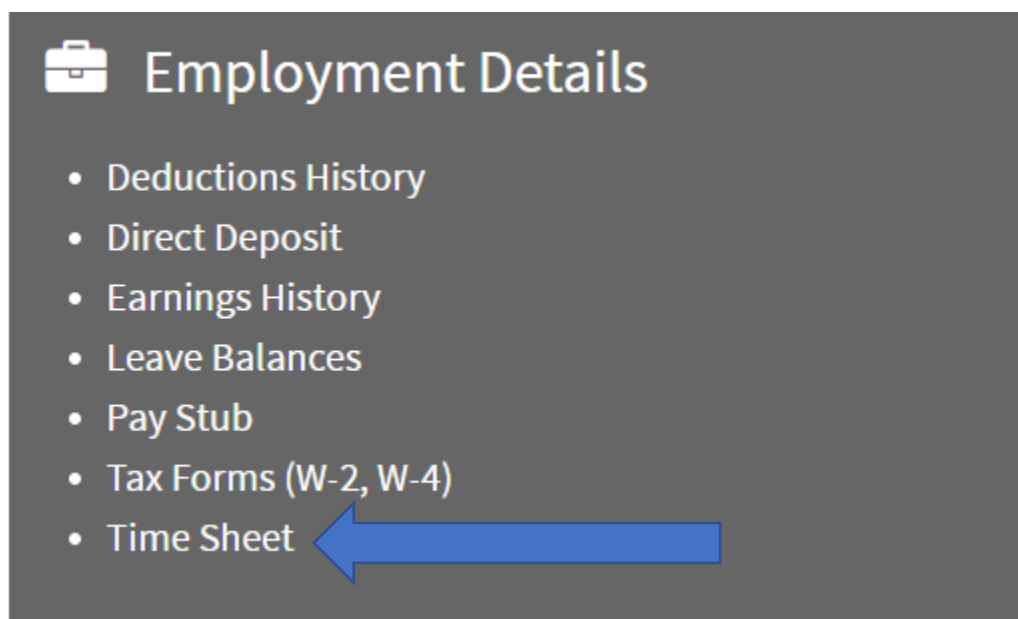 Employment Details
• Deductions History
• Direct Deposit
• Earnings History
• Leave Balances
• Pay Stub
• Tax Forms (W-2, W-4)
• Time Sheet